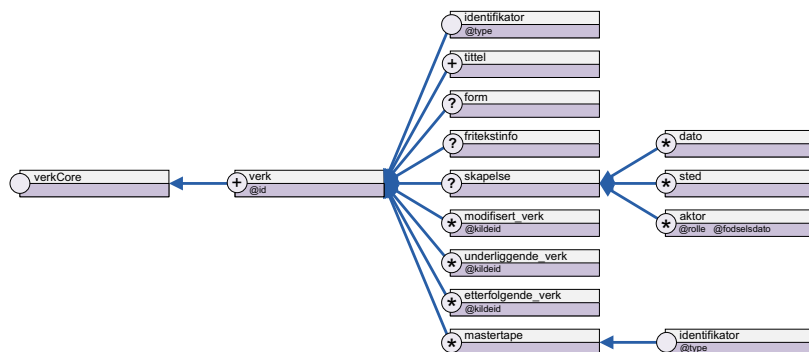 identifikator
@type
+ tittel
? form
? fritekstinfo
* dato
verkCore
+ verk
@id
? skapelse
* sted
* modifisert_verk
@kildeid
* aktor
@rolle @fodselsdato
* underliggende_verk
@kildeid
* etterfolgende_verk
@kildeid
* mastertape
identifikator
@type